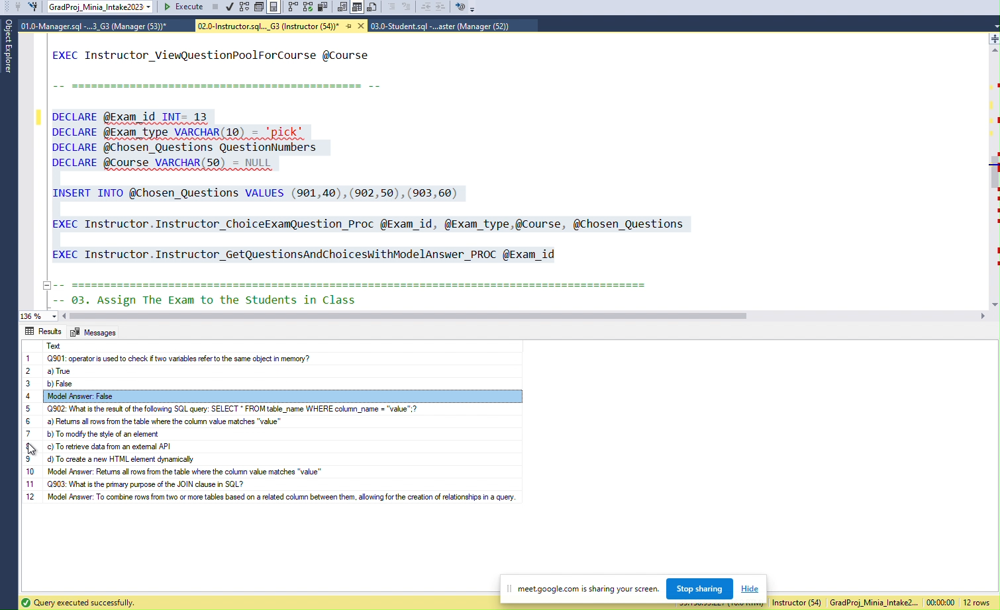 GradProj_Minia_Intake2023
Execute
Object Explorer
01.0-Manager.sql -...3_G3 (Manager (53))*
02.0-Instructor.sql..._G3 (Instructor (54))*
03.0-Student.sql -...aster (Manager (52))
EXEC Instructor_ViewQuestionPoolForCourse @Course
-- ============================================= --
DECLARE @Exam_id INT= 13
DECLARE @Exam_type VARCHAR(10) = 'pick'
DECLARE @Chosen_Questions QuestionNumbers
DECLARE @Course VARCHAR(50) = NULL
INSERT INTO @Chosen_Questions VALUES (901,40),(902,50),(903,60)
EXEC Instructor.Instructor_ChoiceExamQuestion_Proc @Exam_id, @Exam_type,@Course, @Chosen_Questions
EXEC Instructor.Instructor_GetQuestionsAndChoicesWithModelAnswer_PROC @Exam_id
-- =========================================================================================
-- 03. Assign The Exam to the Students in Class
136 %
Results Messages
Text
1 Q901: operator is used to check if two variables refer to the same object in memory?
2 a) True
3 b) False
4 Model Answer: False
5 Q902: What is the result of the following SQL query: SELECT * FROM table_name WHERE column_name = "value";?
6 a) Returns all rows from the table where the column value matches "value"
7 b) To modify the style of an element
c) To retrieve data from an external API
9 d) To create a new HTML element dynamically
10 Model Answer: Returns all rows from the table where the column value matches "value"
11 Q903: What is the primary purpose of the JOIN clause in SQL?
12 Model Answer: To combine rows from two or more tables based on a related column between them, allowing for the creation of relationships in a query.
meet.google.com is sharing your screen. Stop sharing Hide
Query executed successfully.
Instructor (54) GradProj_Minia_Intake2... 00:00:00 12 rows